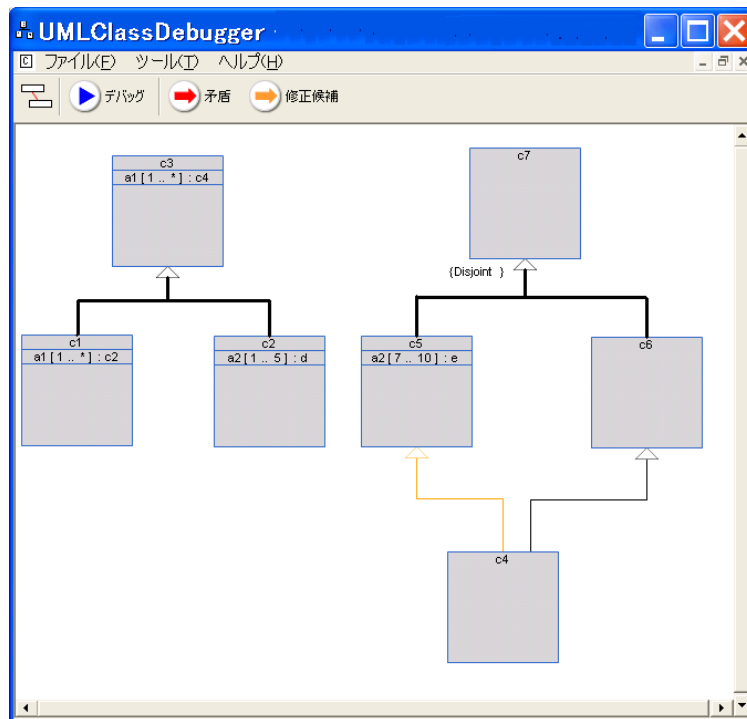 UMLClassDebugger
ファイル(F) ツール(T) ヘルプ(H)
デバッグ 矛盾 修正候補
c3
a1 [ 1 .. * ] : c4
c7
{Disjoint }
c1
a1 [ 1 .. * ] : c2
c2
a2 [ 1 .. 5 ] : d
c5
a2 [ 7 .. 10 ] : e
c6
c4